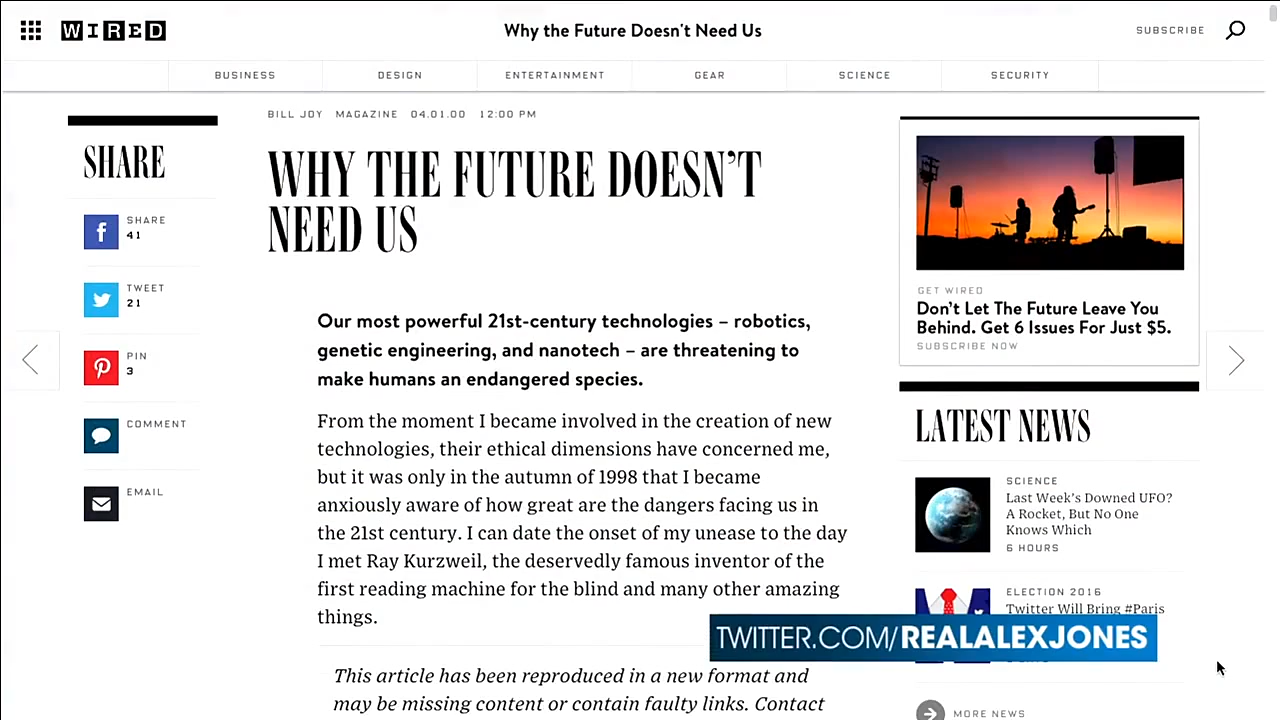 WIRED
Why the Future Doesn't Need Us
SUBSCRIBE
BUSINESS
DESIGN
ENTERTAINMENT
GEAR
SCIENCE
SECURITY
SHARE
SHARE
41
TWEET
21
PIN
3
COMMENT
EMAIL
BILL JOY MAGAZINE 04.01.00 12:00 PM
WHY THE FUTURE DOESN'T
NEED US
Our most powerful 21st-century technologies – robotics,
genetic engineering, and nanotech – are threatening to
make humans an endangered species.
From the moment I became involved in the creation of new
technologies, their ethical dimensions have concerned me,
but it was only in the autumn of 1998 that I became
anxiously aware of how great are the dangers facing us in
the 21st century. I can date the onset of my unease to the day
I met Ray Kurzweil, the deservedly famous inventor of the
first reading machine for the blind and many other amazing
things.
This article has been reproduced in a new format and
may be missing content or contain faulty links. Contact
GET WIRED
Don't Let The Future Leave You
Behind. Get 6 Issues For Just $5.
SUBSCRIBE NOW
LATEST NEWS
SCIENCE
Last Week's Downed UFO?
A Rocket, But No One
Knows Which
6 HOURS
ELECTION 2016
Twitter Will Bring #Paris
TWITTER.COM/REALALEXJONES
MORE NEWS